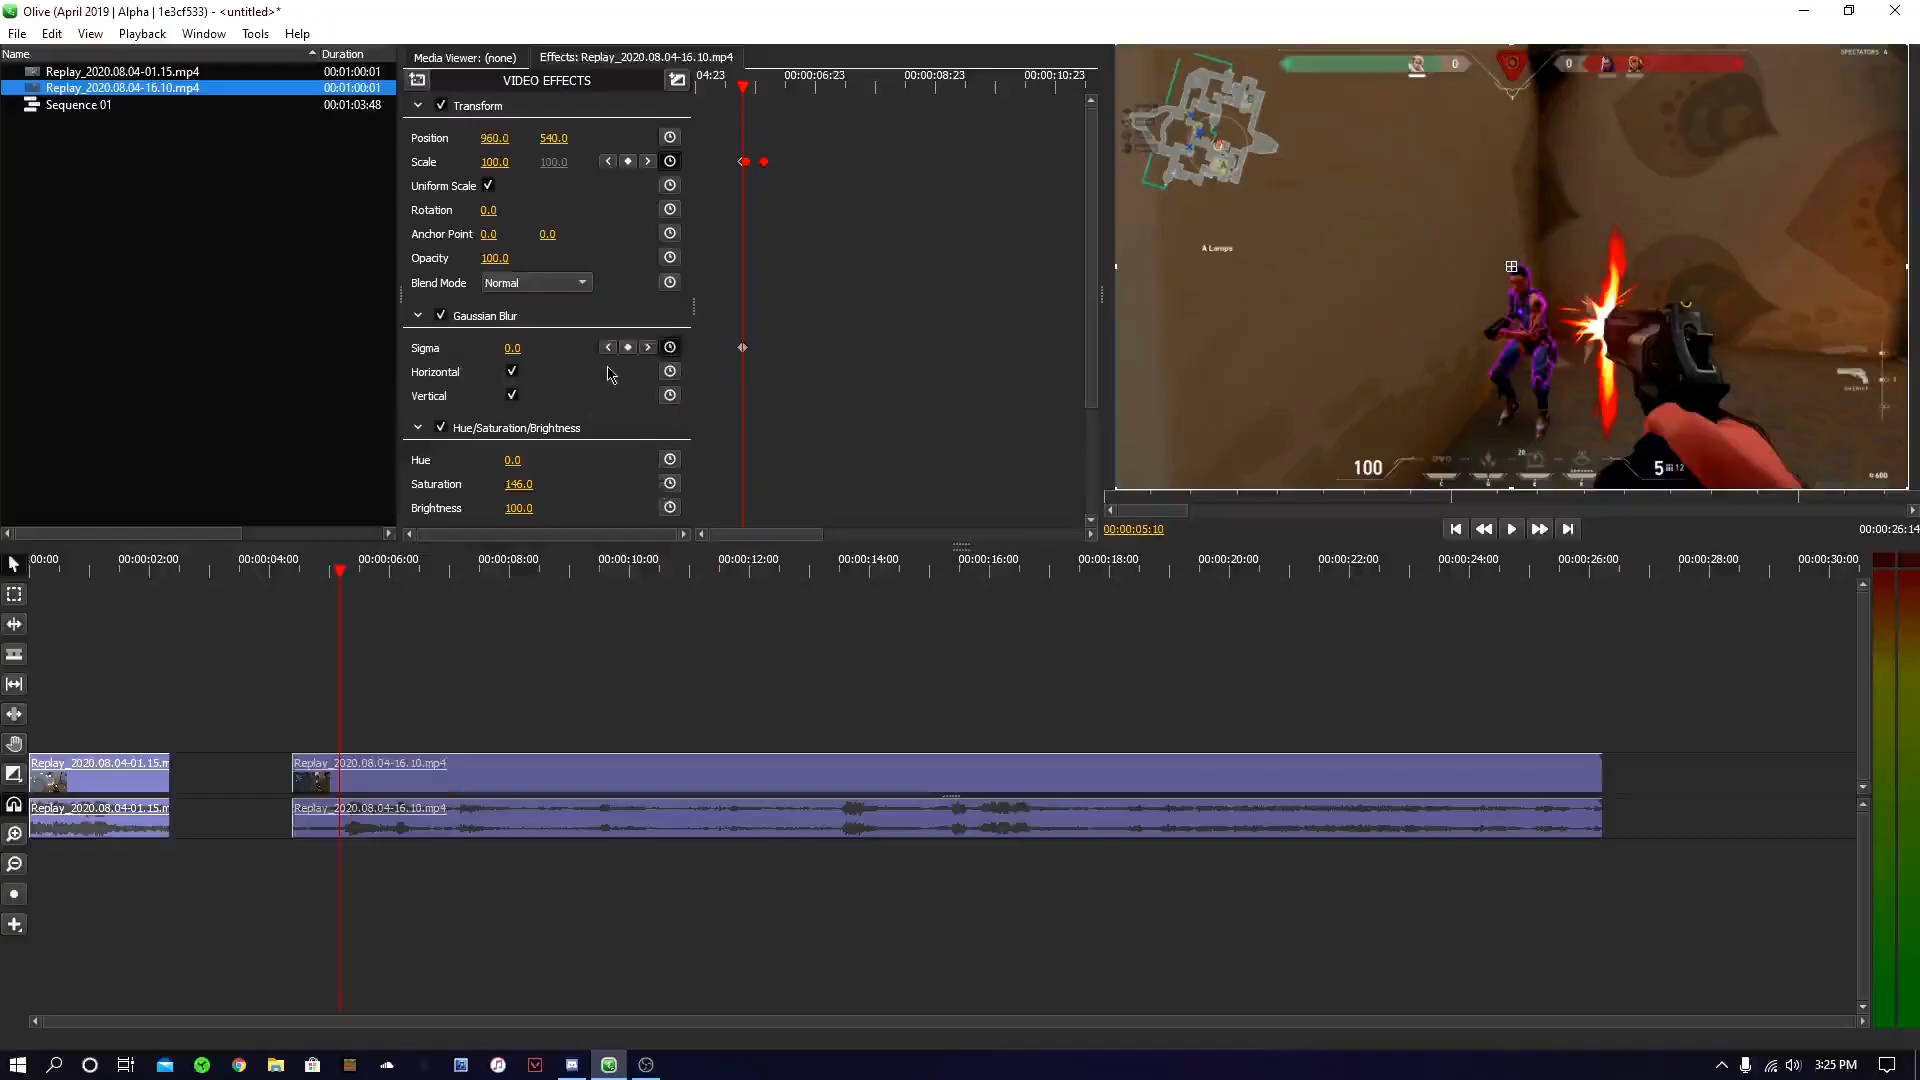 Olive (April 2019 | Alpha | 1e3cf533) - <untitled>*
File Edit View Playback Window Tools Help
Name Duration
Replay_2020.08.04-01.15.mp4 00:01:00:01
Replay_2020.08.04-16.10.mp4 00:01:00:01
Sequence 01 00:01:03:48
Media Viewer: (none) Effects: Replay_2020.08.04-16.10.mp4
VIDEO EFFECTS
04:23 00:00:06:23 00:00:08:23 00:00:10:23
Transform
Position 960.0 540.0
Scale 100.0 100.0
Uniform Scale
Rotation 0.0
Anchor Point 0.0 0.0
Opacity 100.0
Blend Mode Normal
Gaussian Blur
Sigma 0.0
Horizontal
Vertical
Hue/Saturation/Brightness
Hue 0.0
Saturation 146.0
Brightness 100.0
SPECTATORS
0 0
A Lamps
100 20 5 12
600
00:00:05:10 00:00:26:14
00:00 00:00:02:00 00:00:04:00 00:00:06:00 00:00:08:00 00:00:10:00 00:00:12:00 00:00:14:00 00:00:16:00 00:00:18:00 00:00:20:00 00:00:22:00 00:00:24:00 00:00:26:00 00:00:28:00 00:00:30:00
Replay_2020.08.04-01.15.m Replay_2020.08.04-16.10.mp4
Replay_2020.08.04-01.15.m Replay_2020.08.04-16.10.mp4
3:25 PM